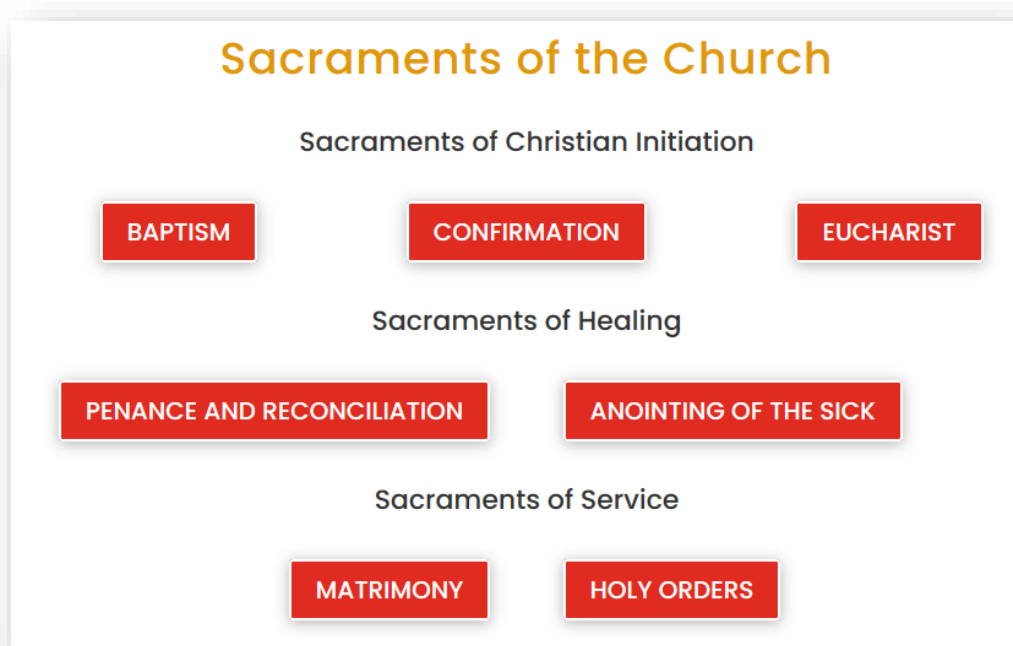 Sacraments of the Church
Sacraments of Christian Initiation
BAPTISM CONFIRMATION EUCHARIST
Sacraments of Healing
PENANCE AND RECONCILIATION ANOINTING OF THE SICK
Sacraments of Service
MATRIMONY HOLY ORDERS